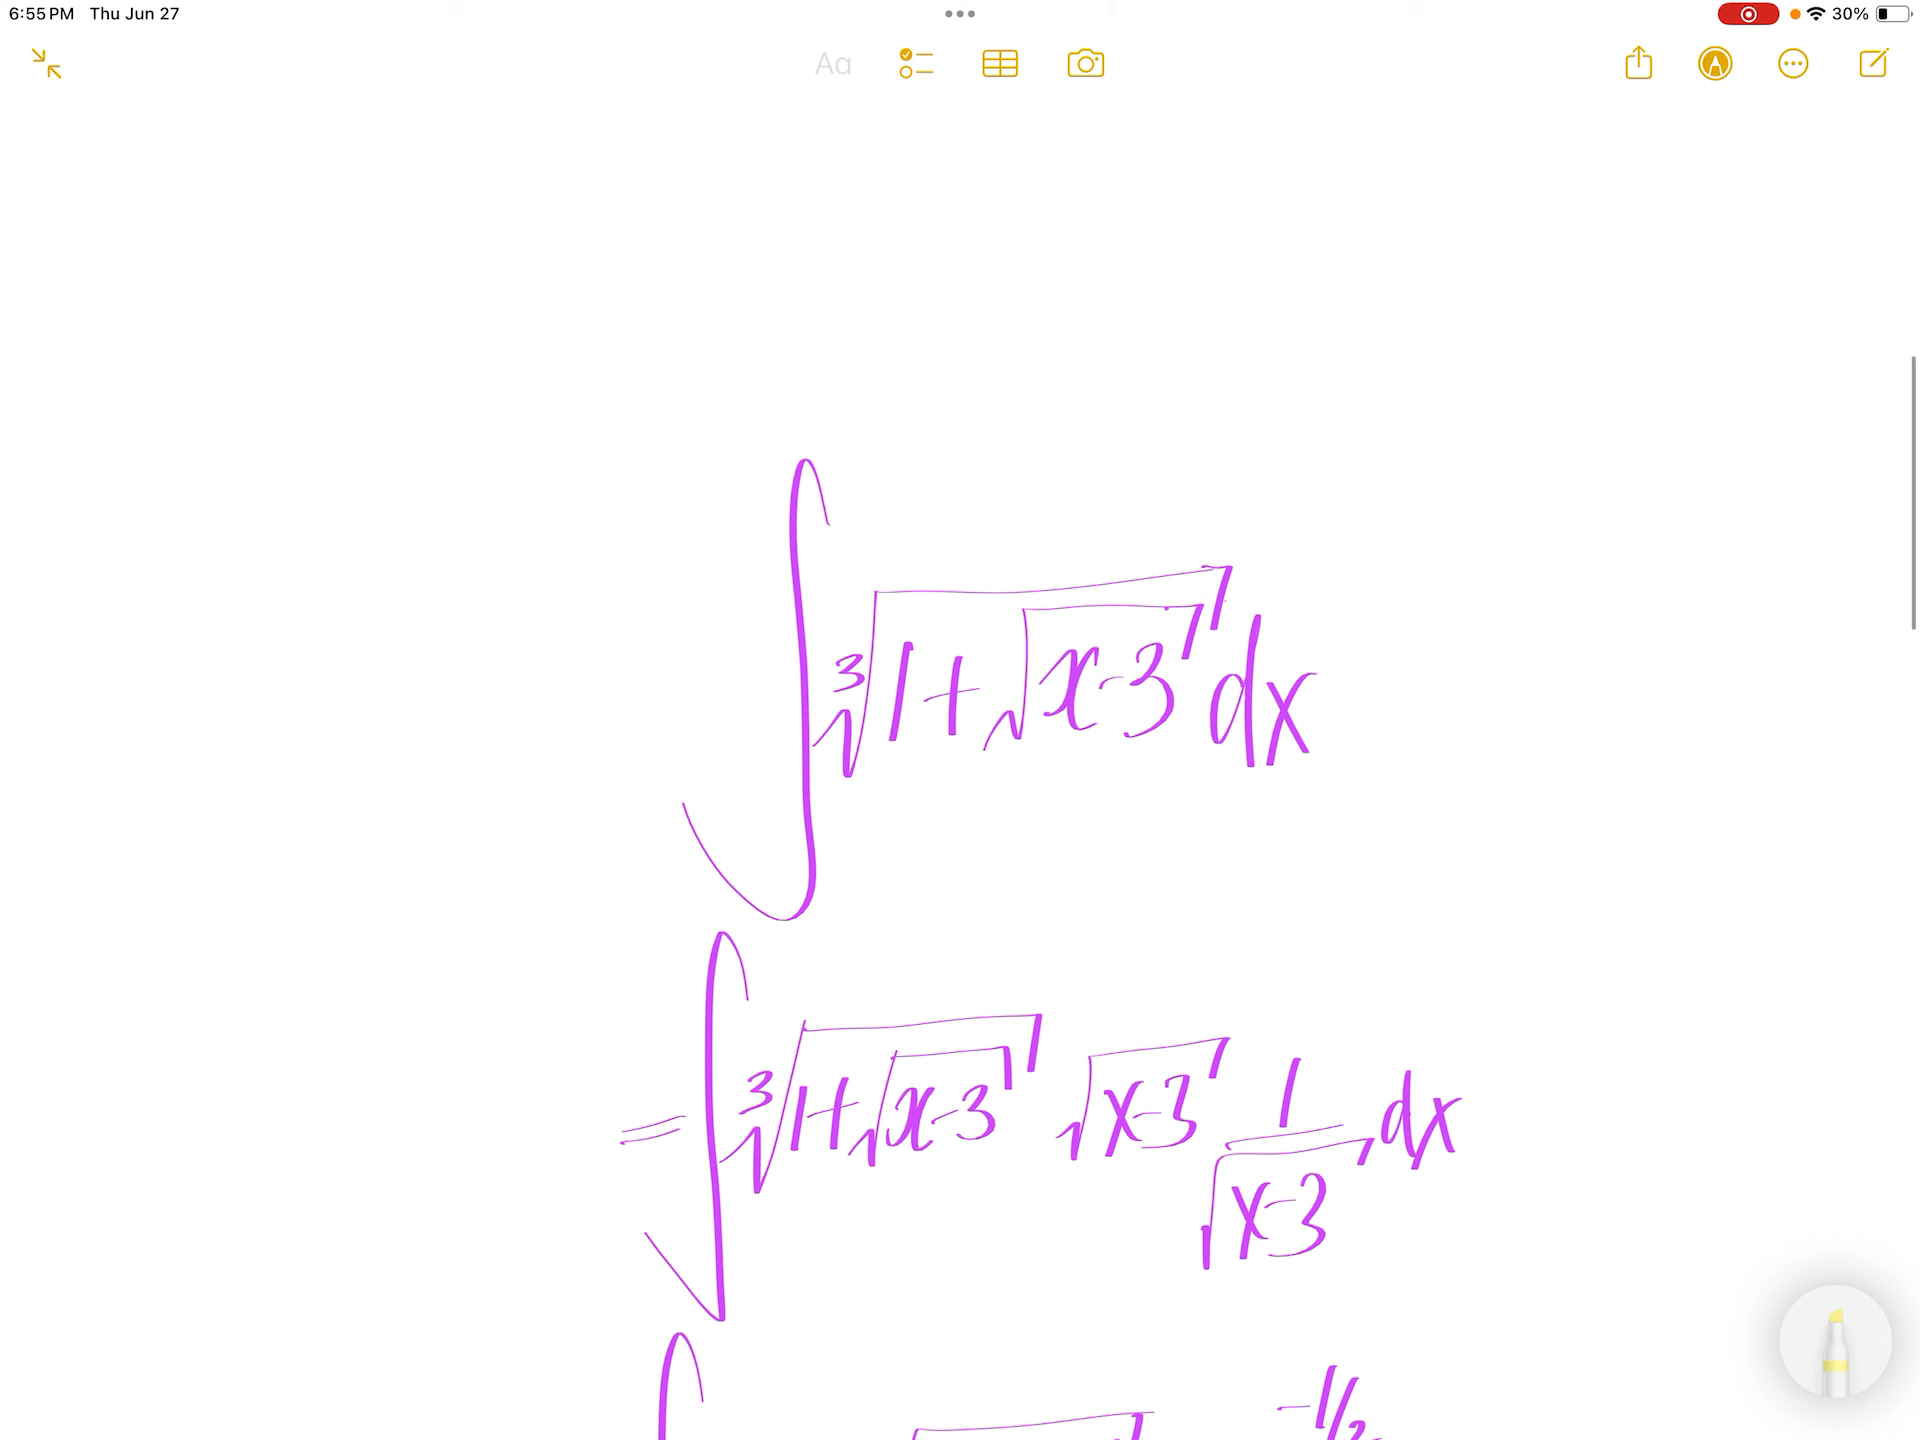 6:55 PM Thu Jun 27
30%
Aa
∫ ∛(1+√(x-3)) dx
= ∫ ∛(1+√(x-3)) √(x-3) 1/√(x-3) dx
∫ -1/2